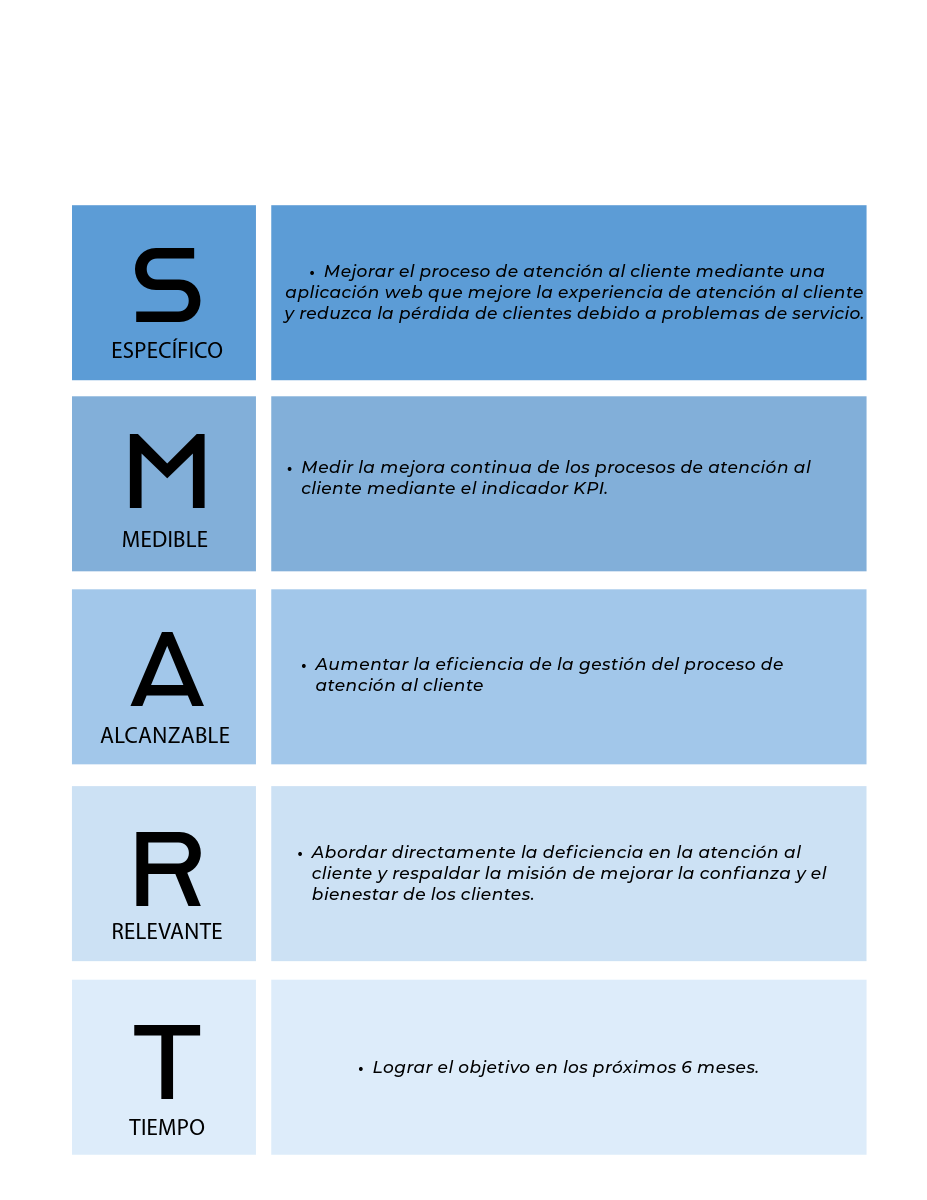 S
ESPECÍFICO
• Mejorar el proceso de atención al cliente mediante una
aplicación web que mejore la experiencia de atención al cliente
y reduzca la pérdida de clientes debido a problemas de servicio.
M
MEDIBLE
• Medir la mejora continua de los procesos de atención al
cliente mediante el indicador KPI.
A
ALCANZABLE
• Aumentar la eficiencia de la gestión del proceso de
atención al cliente
R
RELEVANTE
• Abordar directamente la deficiencia en la atención al
cliente y respaldar la misión de mejorar la confianza y el
bienestar de los clientes.
T
TIEMPO
• Lograr el objetivo en los próximos 6 meses.